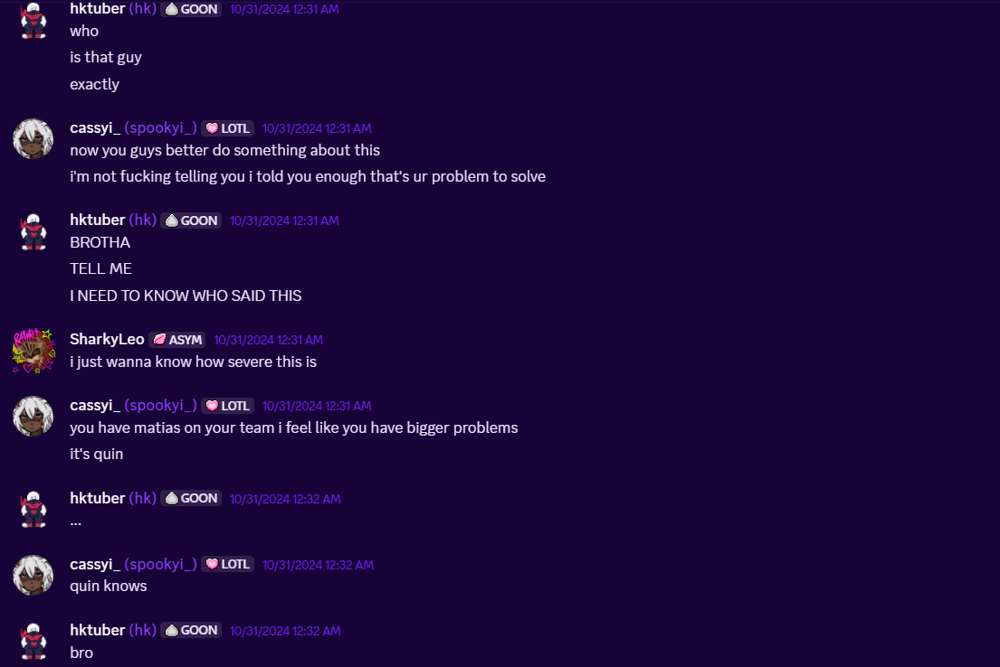 hktuber (hk) GOON 10/31/2024 12:31 AM
who
is that guy
exactly
cassyi_ (spookyi_) LOTL 10/31/2024 12:31 AM
now you guys better do something about this
i'm not fucking telling you i told you enough that's ur problem to solve
hktuber (hk) GOON 10/31/2024 12:31 AM
BROTHA
TELL ME
I NEED TO KNOW WHO SAID THIS
SharkyLeo ASYM 10/31/2024 12:31 AM
i just wanna know how severe this is
cassyi_ (spookyi_) LOTL 10/31/2024 12:31 AM
you have matias on your team i feel like you have bigger problems
it's quin
hktuber (hk) GOON 10/31/2024 12:32 AM
...
cassyi_ (spookyi_) LOTL 10/31/2024 12:32 AM
quin knows
hktuber (hk) GOON 10/31/2024 12:32 AM
bro